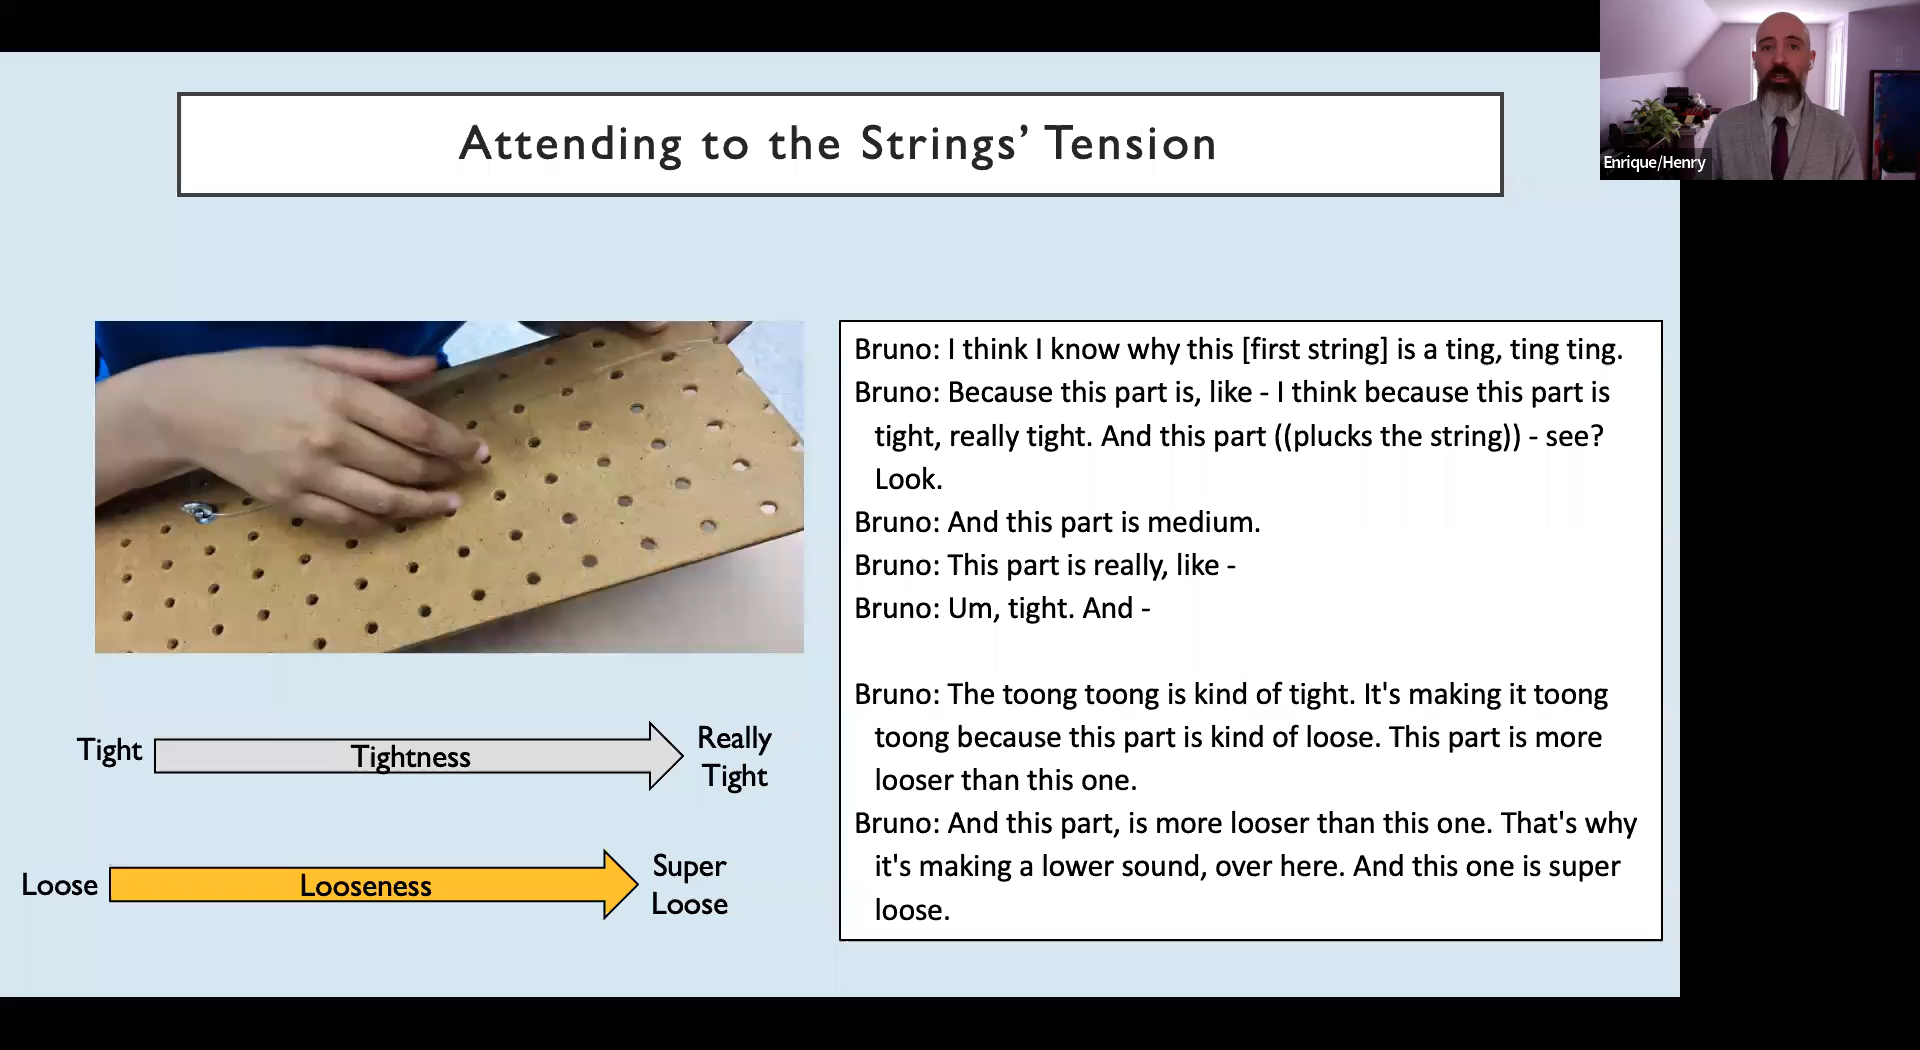 Attending to the Strings’ Tension
Enrique/Henry
Bruno: I think I know why this [first string] is a ting, ting ting.
Bruno: Because this part is, like - I think because this part is
tight, really tight. And this part ((plucks the string)) - see?
Look.
Bruno: And this part is medium.
Bruno: This part is really, like -
Bruno: Um, tight. And -
Bruno: The toong toong is kind of tight. It's making it toong
toong because this part is kind of loose. This part is more
looser than this one.
Bruno: And this part, is more looser than this one. That's why
it's making a lower sound, over here. And this one is super
loose.
Tight
Tightness
Really
Tight
Loose
Looseness
Super
Loose